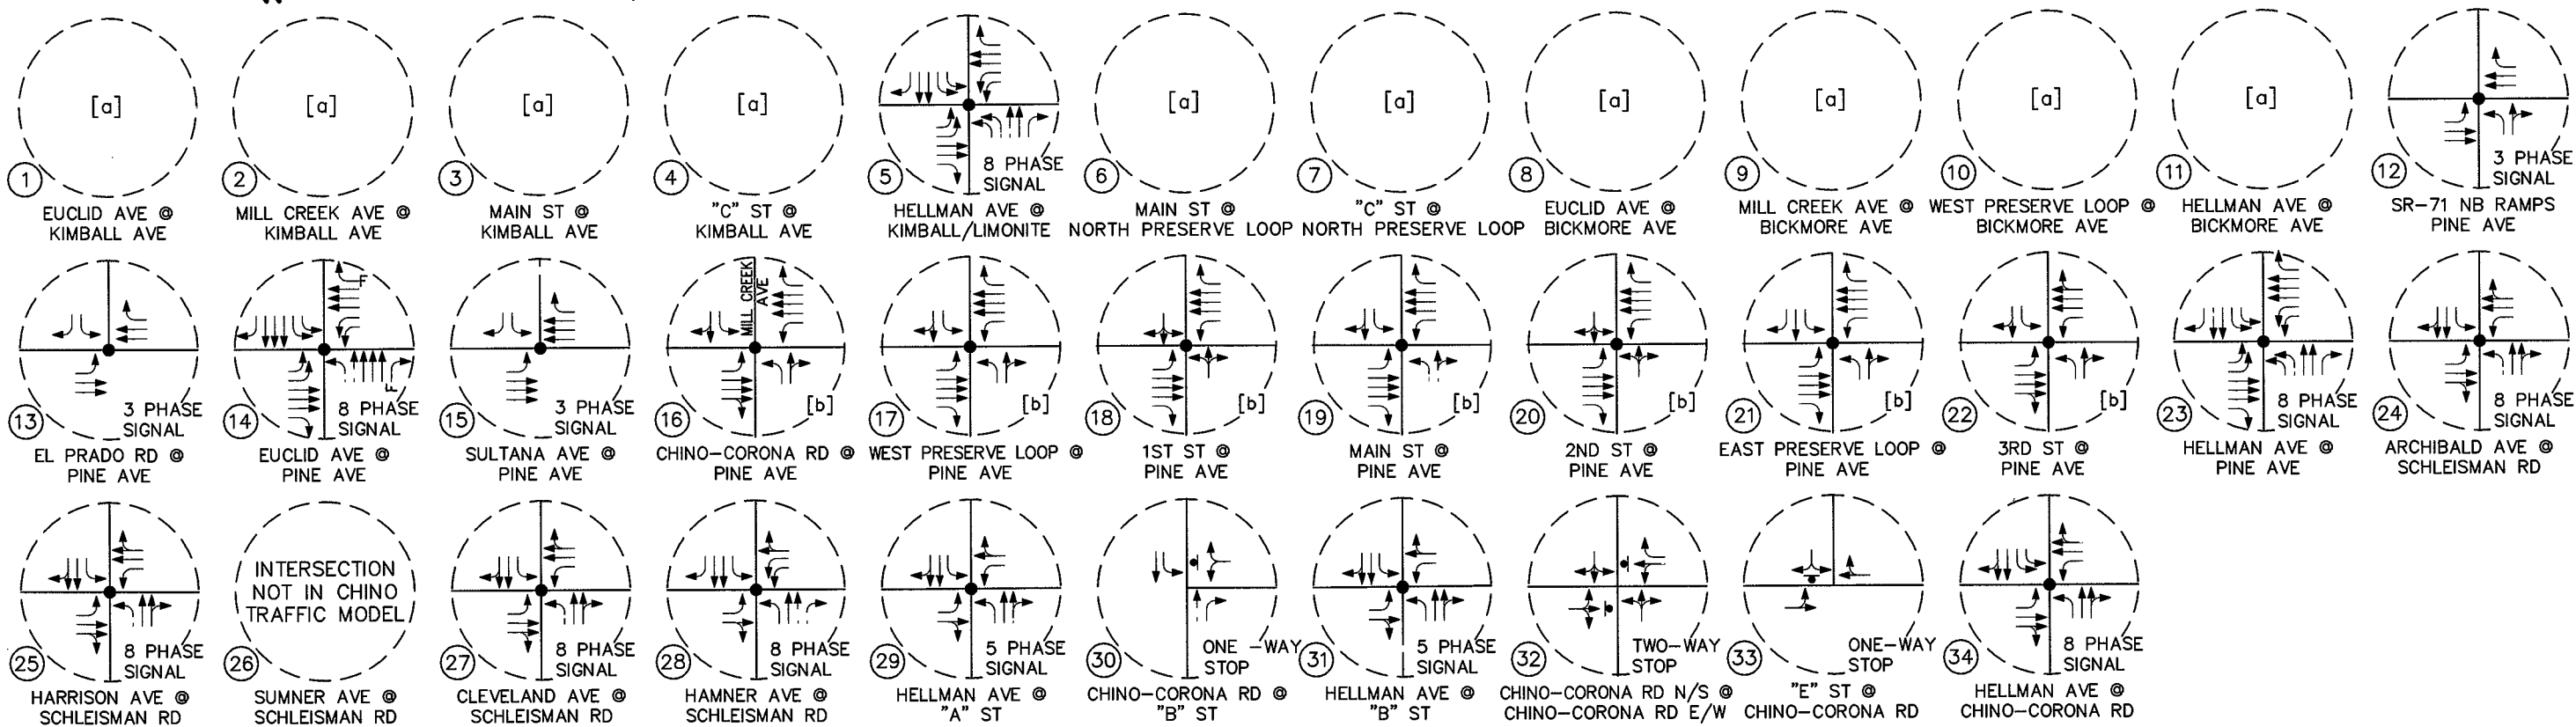 [a]
1
EUCLID AVE @
KIMBALL AVE
[a]
2
MILL CREEK AVE @
KIMBALL AVE
[a]
3
MAIN ST @
KIMBALL AVE
[a]
4
"C" ST @
KIMBALL AVE
5
8 PHASE
SIGNAL
HELLMAN AVE @
KIMBALL/LIMONITE
[a]
6
MAIN ST @
NORTH PRESERVE LOOP
[a]
7
"C" ST @
NORTH PRESERVE LOOP
[a]
8
EUCLID AVE @
BICKMORE AVE
[a]
9
MILL CREEK AVE @
BICKMORE AVE
[a]
10
WEST PRESERVE LOOP @
BICKMORE AVE
[a]
11
HELLMAN AVE @
BICKMORE AVE
12
3 PHASE
SIGNAL
SR-71 NB RAMPS
PINE AVE
13
3 PHASE
SIGNAL
EL PRADO RD @
PINE AVE
F
F
14
8 PHASE
SIGNAL
EUCLID AVE @
PINE AVE
15
3 PHASE
SIGNAL
SULTANA AVE @
PINE AVE
MILL CREEK
AVE
[b]
16
CHINO-CORONA RD @
PINE AVE
[b]
17
WEST PRESERVE LOOP @
PINE AVE
[b]
18
1ST ST @
PINE AVE
[b]
19
MAIN ST @
PINE AVE
[b]
20
2ND ST @
PINE AVE
[b]
21
EAST PRESERVE LOOP @
PINE AVE
[b]
22
3RD ST @
PINE AVE
23
8 PHASE
SIGNAL
HELLMAN AVE @
PINE AVE
24
8 PHASE
SIGNAL
ARCHIBALD AVE @
SCHLEISMAN RD
25
8 PHASE
SIGNAL
HARRISON AVE @
SCHLEISMAN RD
INTERSECTION
NOT IN CHINO
TRAFFIC MODEL
26
SUMNER AVE @
SCHLEISMAN RD
27
8 PHASE
SIGNAL
CLEVELAND AVE @
SCHLEISMAN RD
28
8 PHASE
SIGNAL
HAMNER AVE @
SCHLEISMAN RD
29
5 PHASE
SIGNAL
HELLMAN AVE @
"A" ST
30
ONE -WAY
STOP
CHINO-CORONA RD @
"B" ST
31
5 PHASE
SIGNAL
HELLMAN AVE @
"B" ST
32
TWO-WAY
STOP
CHINO-CORONA RD N/S @
CHINO-CORONA RD E/W
33
ONE-WAY
STOP
"E" ST @
CHINO-CORONA RD
34
8 PHASE
SIGNAL
HELLMAN AVE @
CHINO-CORONA RD